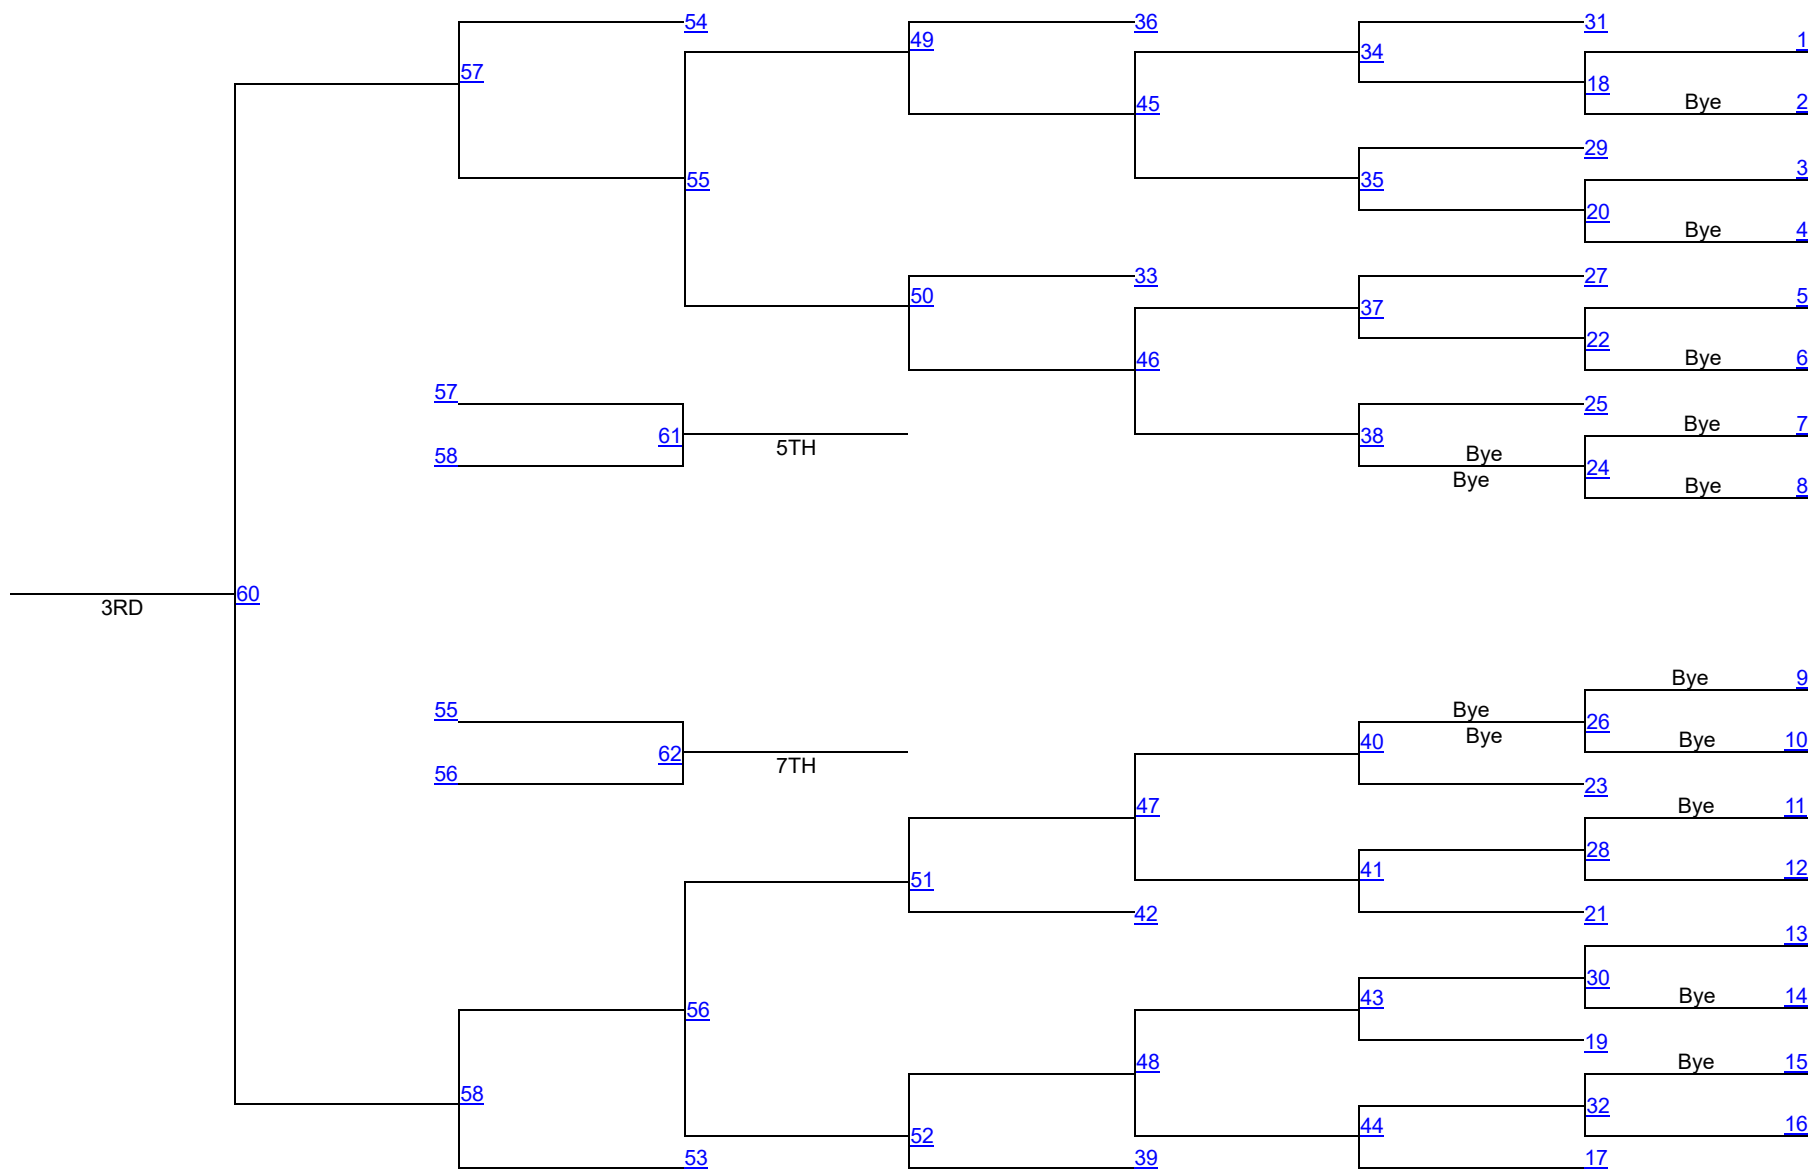 54 36 31
49 1
34
57 18
45 Bye 2
29
3
55 35
20
Bye 4
33 27
50 5
37
22
46 Bye 6
57
25
Bye 7
61 5TH 38
58 Bye 24
Bye Bye 8
60
3RD
Bye 9
55 Bye 26
62 7TH 40 Bye Bye 10
56
23
47 Bye 11
28
51 41 12
42 21
13
30
43 Bye 14
56
19
48 Bye 15
58
32
52 44 16
53 39 17